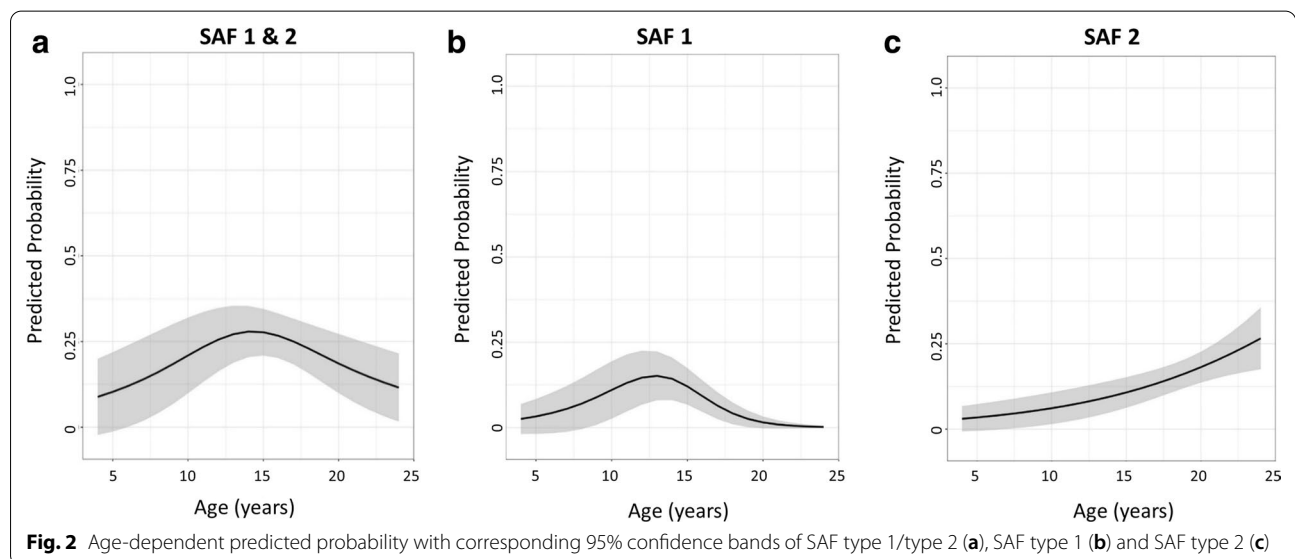 a
SAF 1 & 2
1.0
0.75
0.5
0.25
0
Predicted Probability
5 10 15 20 25
Age (years)
b
SAF 1
1.0
0.75
0.5
0.25
0
Predicted Probability
5 10 15 20 25
Age (years)
c
SAF 2
1.0
0.75
0.5
0.25
0
Predicted Probability
5 10 15 20 25
Age (years)
Fig. 2 Age-dependent predicted probability with corresponding 95% confidence bands of SAF type 1/type 2 (a), SAF type 1 (b) and SAF type 2 (c)